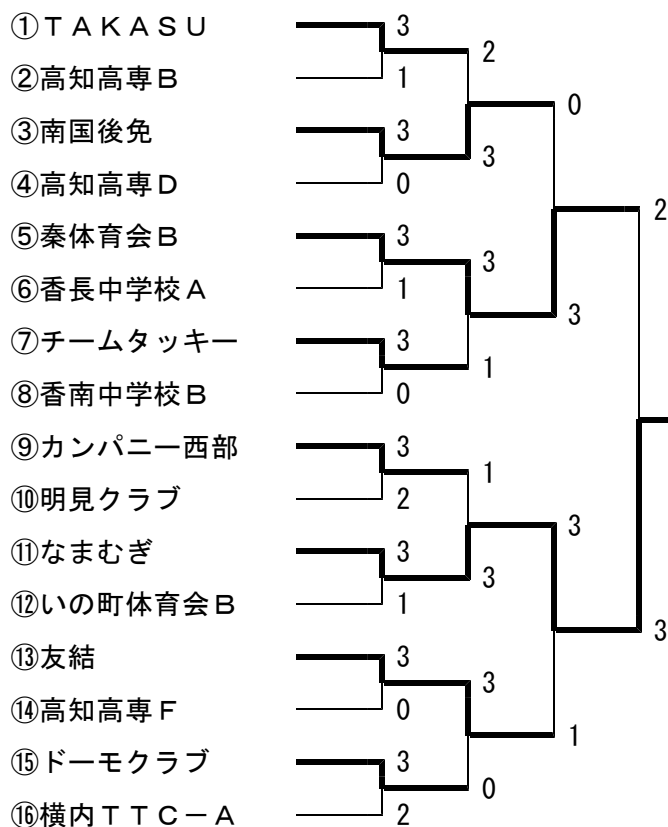 ①ＴＡＫＡＳＵ 3
2
②高知高専Ｂ 1
0
③南国後免 3
3
④高知高専Ｄ 0
2
⑤秦体育会Ｂ 3
3
⑥香長中学校Ａ 1
3
⑦チームタッキー 3
1
⑧香南中学校Ｂ 0
⑨カンパニー西部 3
1
⑩明見クラブ 2
3
⑪なまむぎ 3
3
⑫いの町体育会Ｂ 1
3
⑬友結 3
3
⑭高知高専Ｆ 0
1
⑮ドーモクラブ 3
0
⑯横内ＴＴＣ－Ａ 2